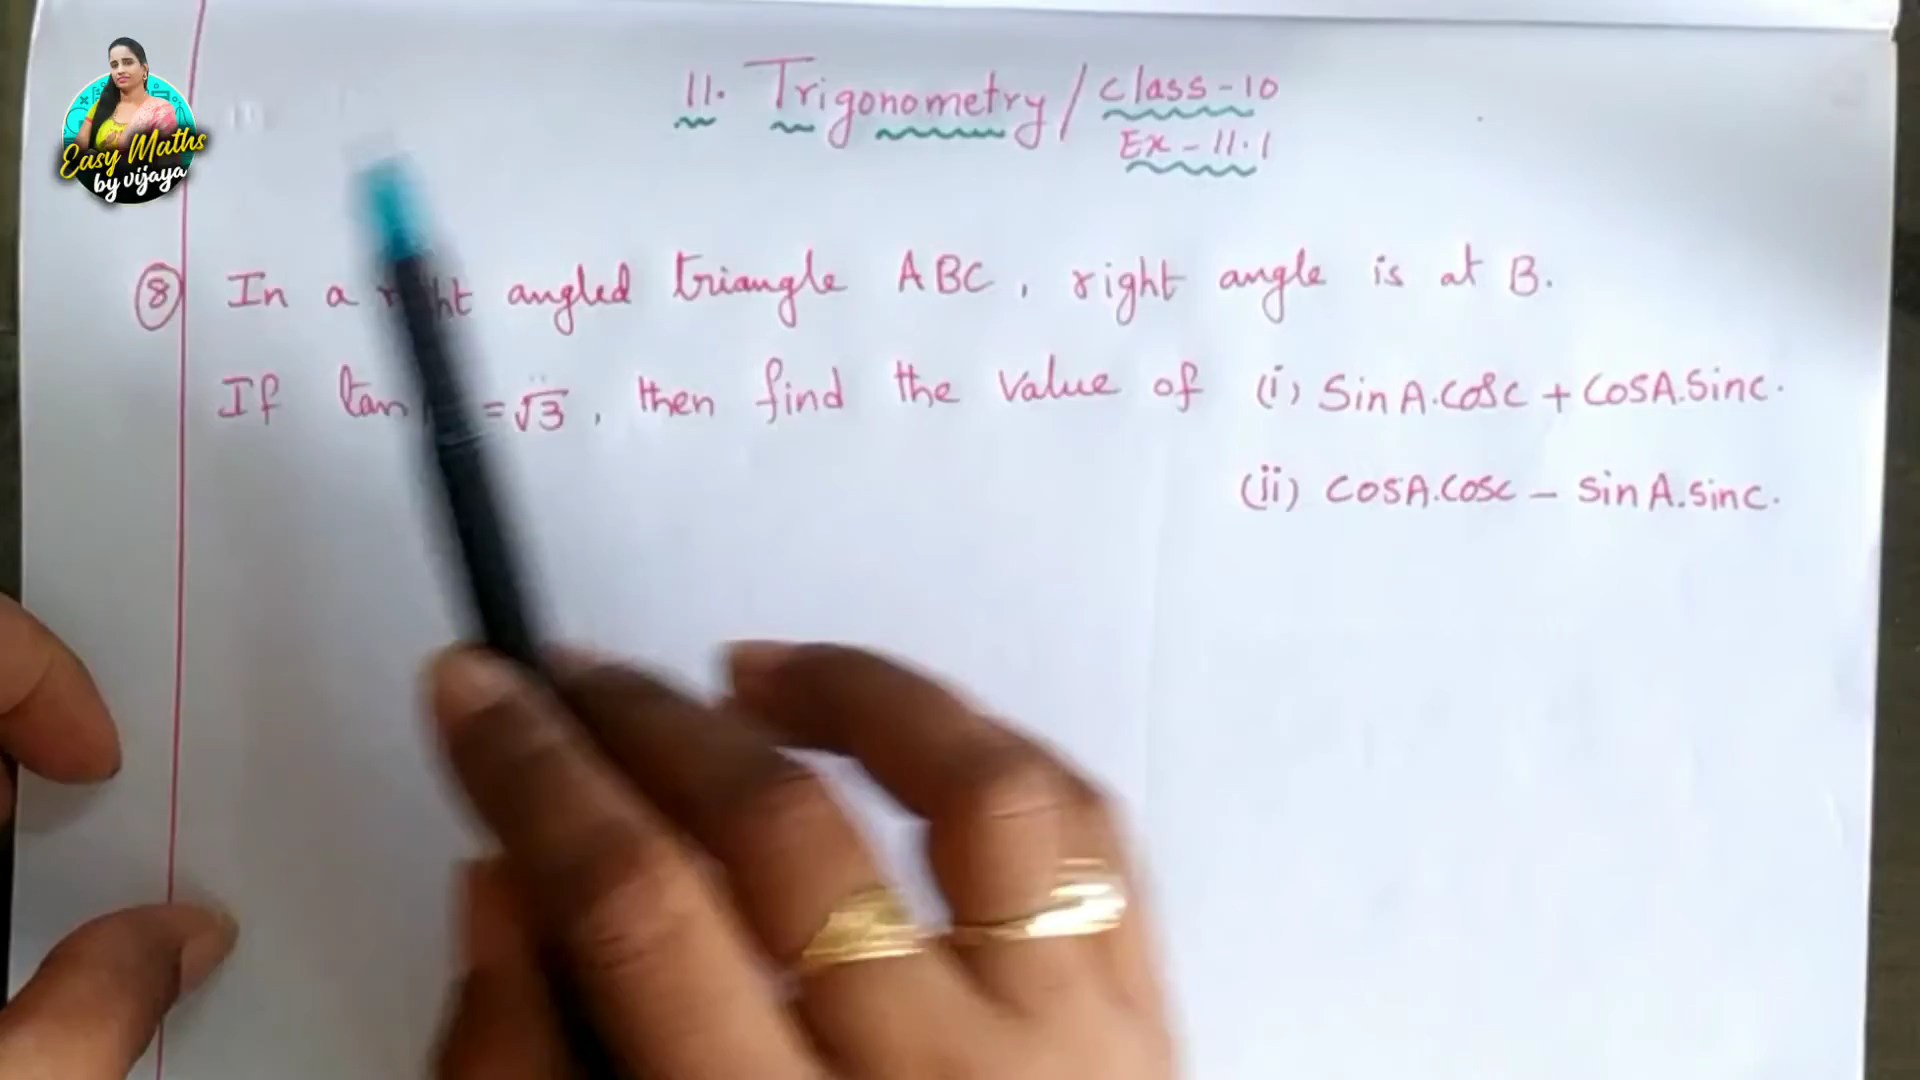 Easy Maths
by vijaya
11. Trigonometry / Class-10
Ex-11.1
8 In a right angled triangle ABC, right angle is at B.
If tan = √3, then find the value of (i) Sin A.cosc + CosA.Sinc.
(ii) CosA.Cosc - sin A.sinc.